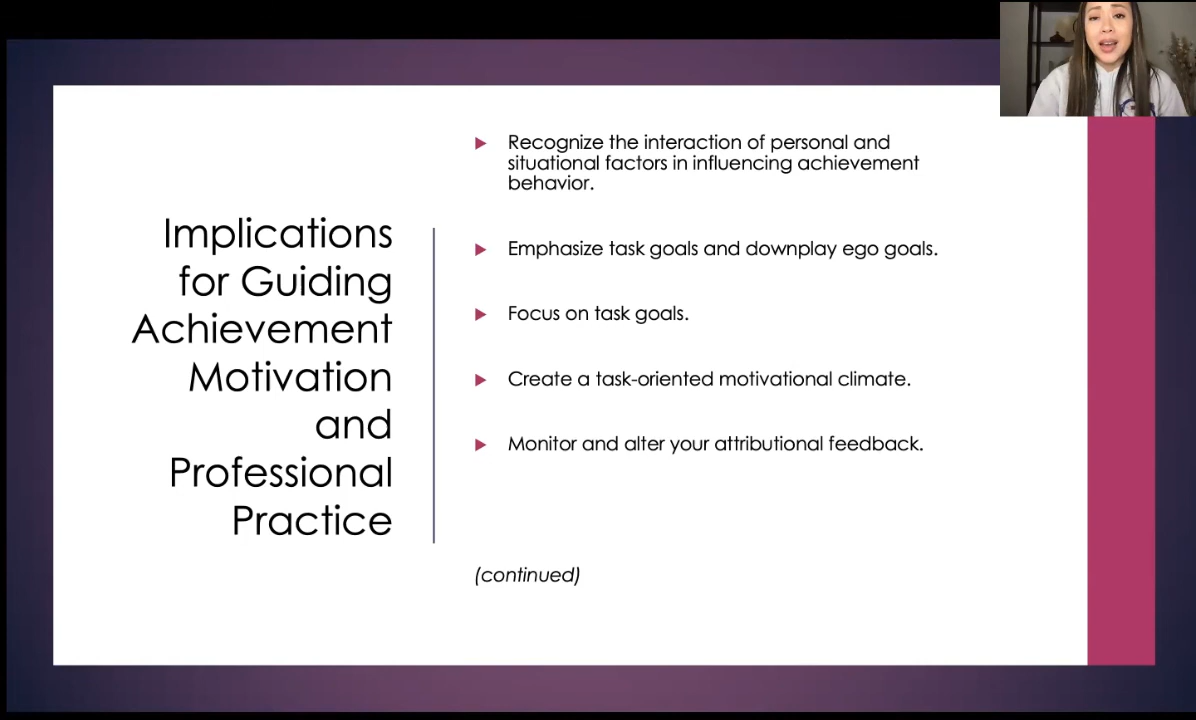 Implications
for Guiding
Achievement
Motivation
and
Professional
Practice
Recognize the interaction of personal and
situational factors in influencing achievement
behavior.
Emphasize task goals and downplay ego goals.
Focus on task goals.
Create a task-oriented motivational climate.
Monitor and alter your attributional feedback.
(continued)